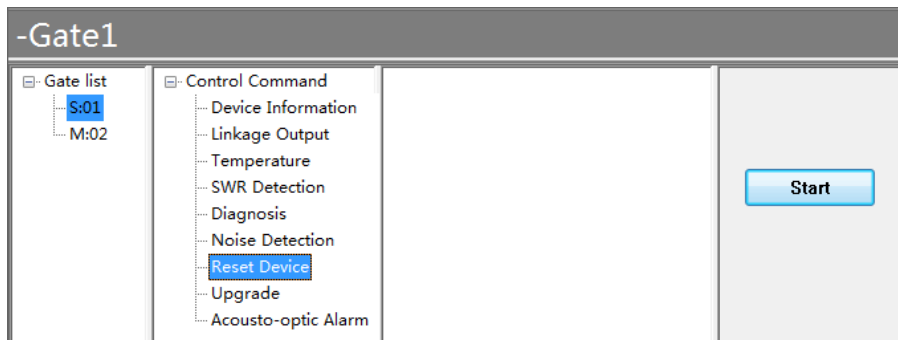 -Gate1
Gate list
S:01
M:02
Control Command
Device Information
Linkage Output
Temperature
SWR Detection
Diagnosis
Noise Detection
Reset Device
Upgrade
Acousto-optic Alarm
Start